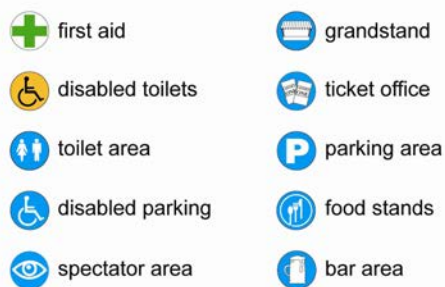 first aid
disabled toilets
toilet area
disabled parking
spectator area
grandstand
ticket office
P
parking area
food stands
bar area